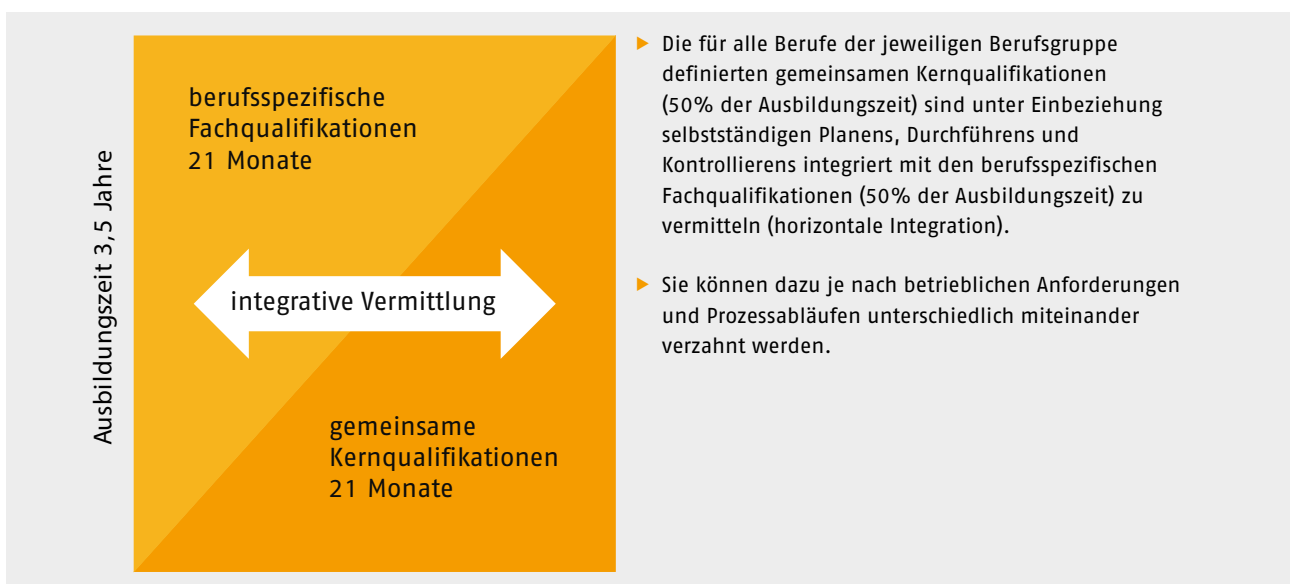 Ausbildungszeit 3,5 Jahre
berufsspezifische
Fachqualifikationen
21 Monate
integrative Vermittlung
gemeinsame
Kernqualifikationen
21 Monate
Die für alle Berufe der jeweiligen Berufsgruppe
definierten gemeinsamen Kernqualifikationen
(50% der Ausbildungszeit) sind unter Einbeziehung
selbstständigen Planens, Durchführens und
Kontrollierens integriert mit den berufsspezifischen
Fachqualifikationen (50% der Ausbildungszeit) zu
vermitteln (horizontale Integration).
Sie können dazu je nach betrieblichen Anforderungen
und Prozessabläufen unterschiedlich miteinander
verzahnt werden.